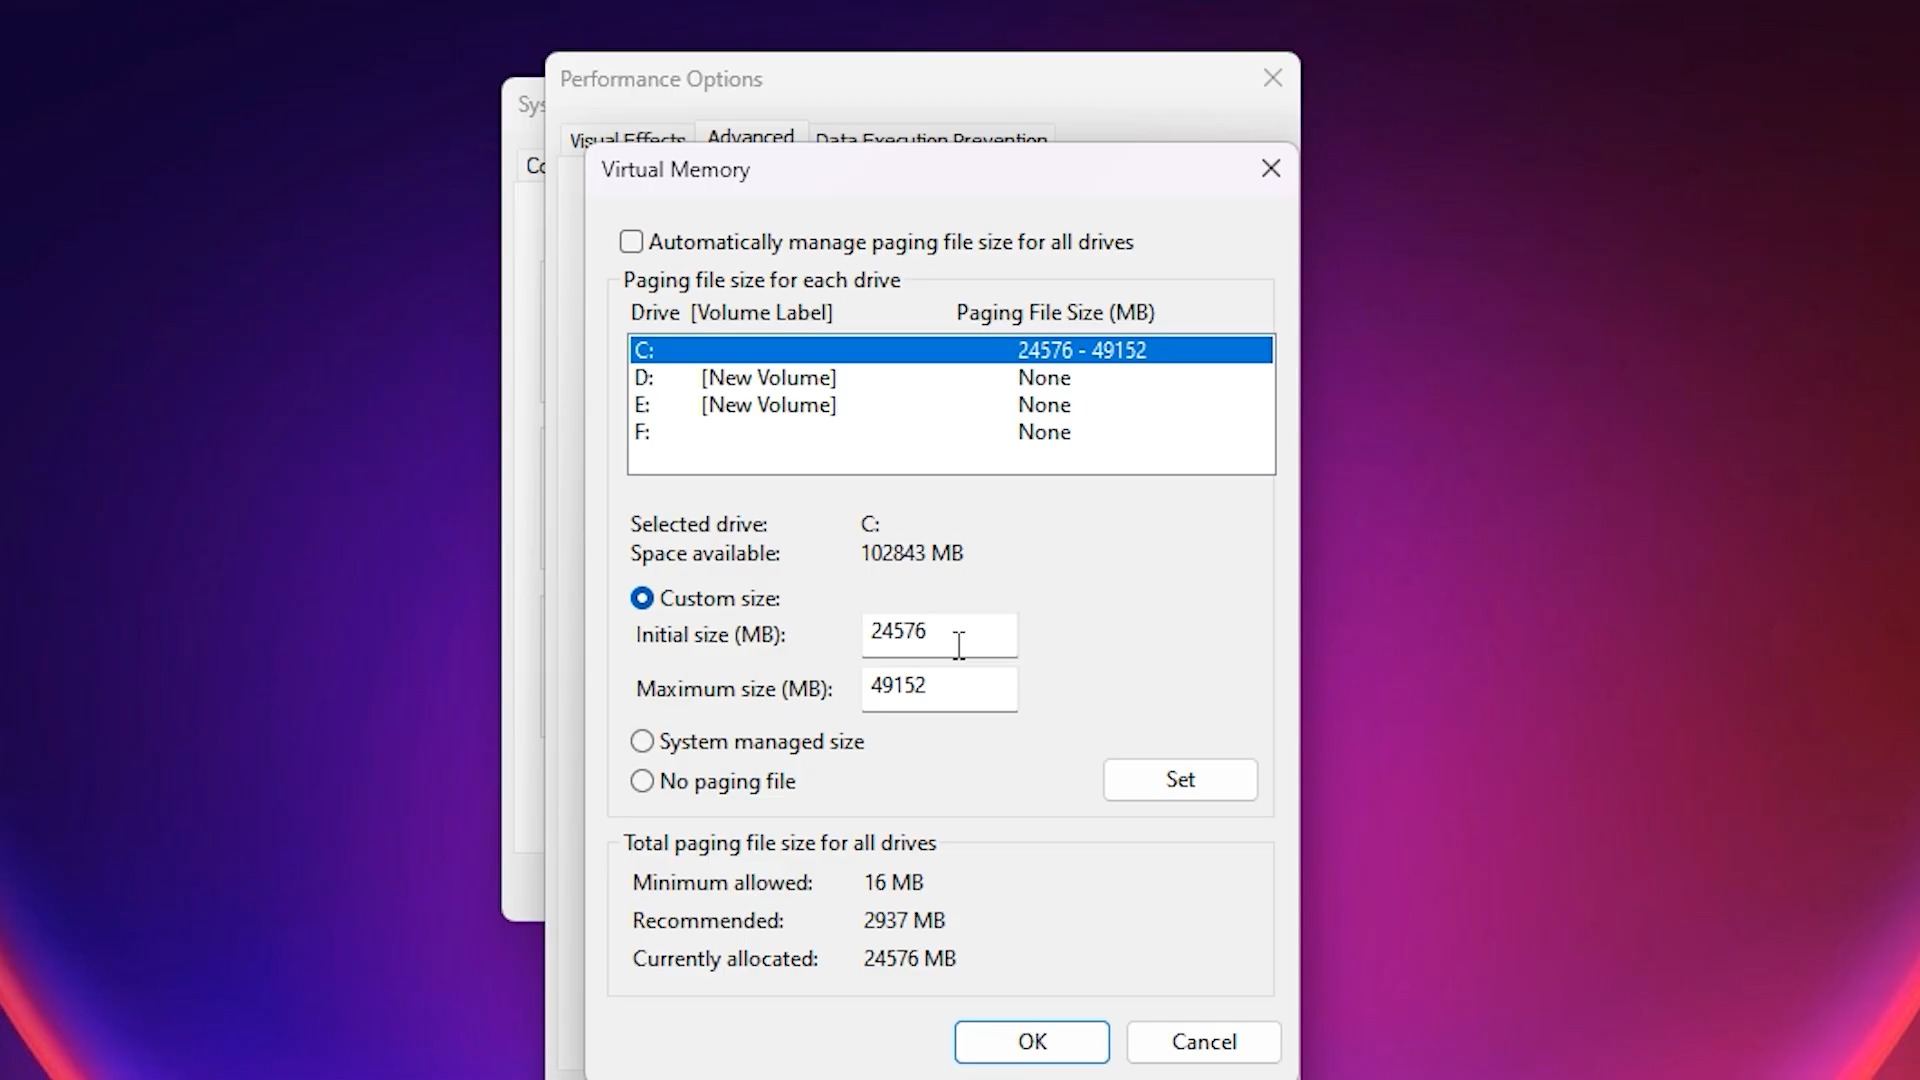 Performance Options
Sys
Visual Effects Advanced Data Execution Prevention
Co
Virtual Memory
Automatically manage paging file size for all drives
Paging file size for each drive
Drive [Volume Label] Paging File Size (MB)
C: 24576 - 49152
D: [New Volume] None
E: [New Volume] None
F: None
Selected drive: C:
Space available: 102843 MB
Custom size:
Initial size (MB): 24576
Maximum size (MB): 49152
System managed size
No paging file Set
Total paging file size for all drives
Minimum allowed: 16 MB
Recommended: 2937 MB
Currently allocated: 24576 MB
OK Cancel